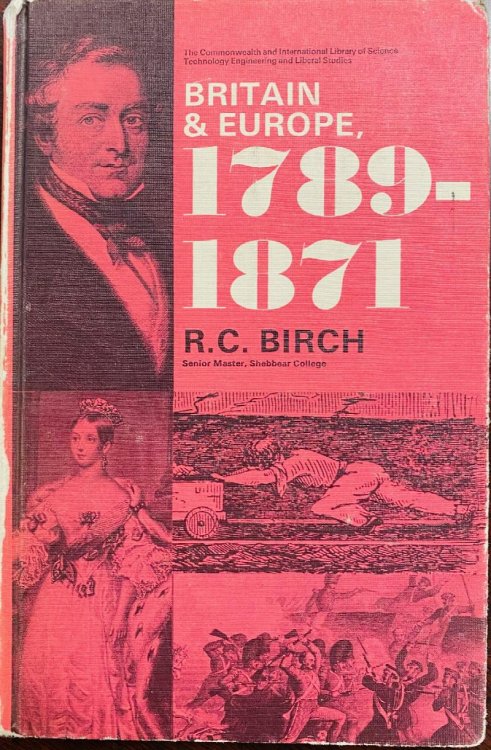 The Commonwealth and International Library of Science
Technology Engineering and Liberal Studies
BRITAIN
& EUROPE,
1789-
1871
R.C. BIRCH
Senior Master, Shebbear College